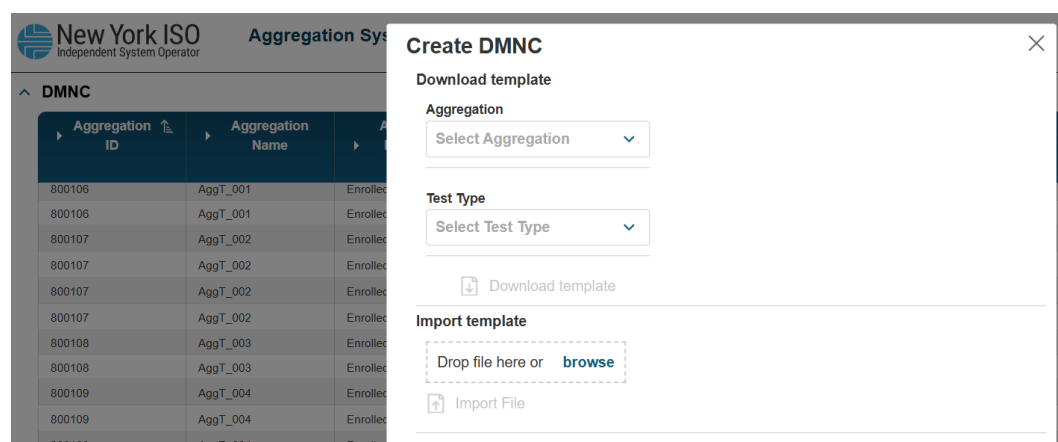 New York ISO
Independent System Operator
Aggregation Sys
DMNC
Aggregation ID
Aggregation Name
800106 AggT_001 Enrolled
800106 AggT_001 Enrolled
800107 AggT_002 Enrolled
800107 AggT_002 Enrolled
800107 AggT_002 Enrolled
800107 AggT_002 Enrolled
800108 AggT_003 Enrolled
800108 AggT_003 Enrolled
800109 AggT_004 Enrolled
800109 AggT_004 Enrolled
Create DMNC
Download template
Aggregation
Select Aggregation
Test Type
Select Test Type
Download template
Import template
Drop file here or browse
Import File